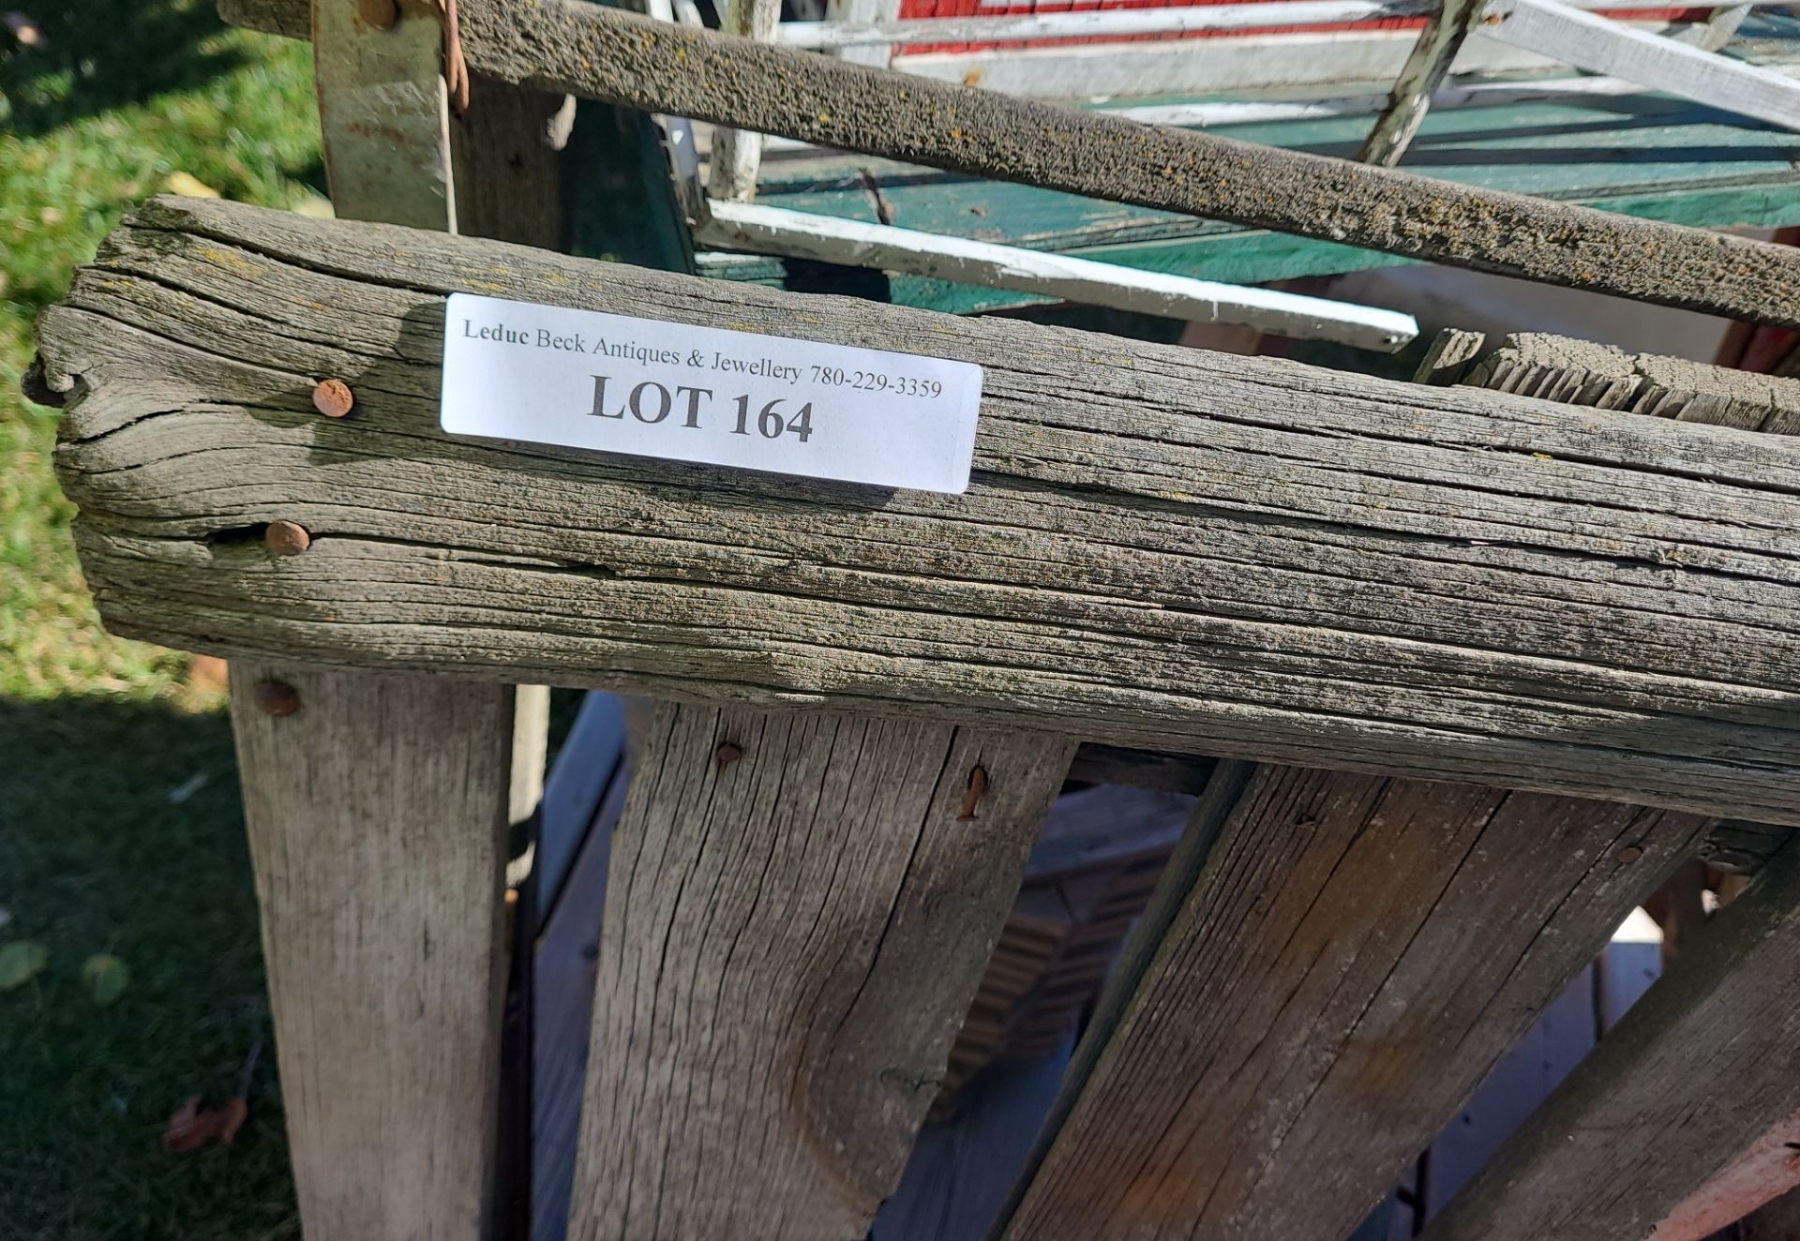 Leduc Beck Antiques & Jewellery 780-229-3359
LOT 164